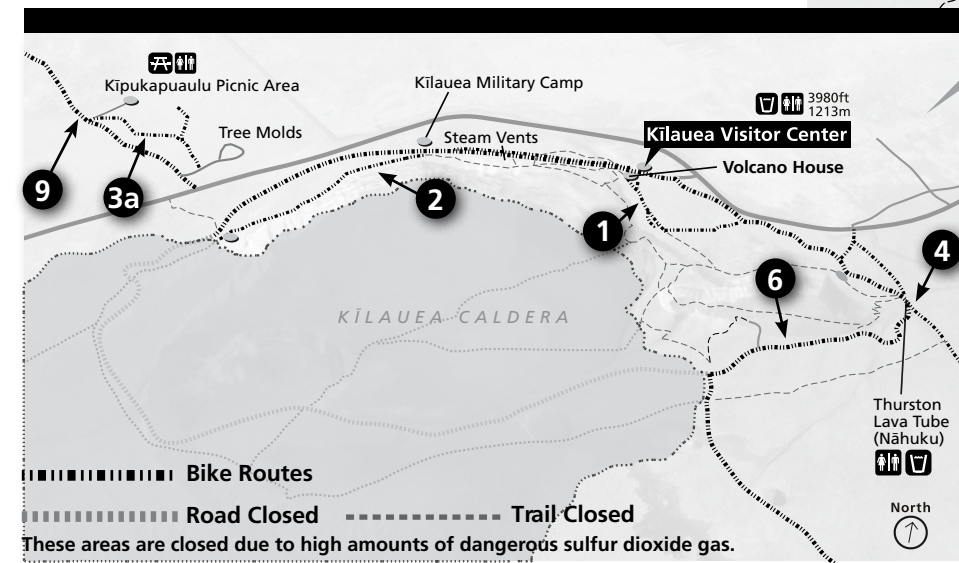 3980ft
1213m
Kīpukapuaulu Picnic Area
Kīlauea Military Camp
Tree Molds
Steam Vents
Kīlauea Visitor Center
Volcano House
9
3a
2
1
4
6
KĪLAUEA CALDERA
Thurston
Lava Tube
(Nāhuku)
Bike Routes
Road Closed
Trail Closed
North
These areas are closed due to high amounts of dangerous sulfur dioxide gas.